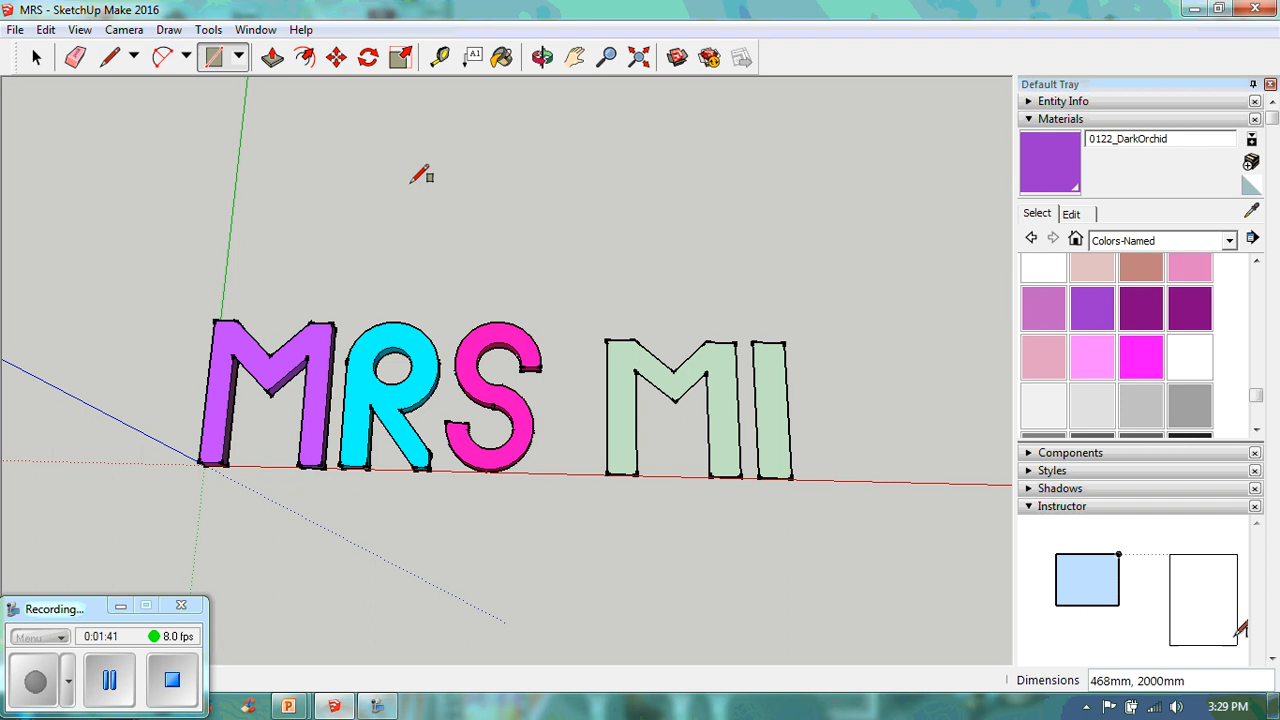 MRS - SketchUp Make 2016
File Edit View Camera Draw Tools Window Help
A1
Default Tray
Entity Info
Materials
0122_DarkOrchid
Select Edit
Colors-Named
MRS MI
Components
Styles
Shadows
Instructor
Recording...
Menu 0:01:41 8.0 fps
Dimensions 468mm, 2000mm
P
3:29 PM